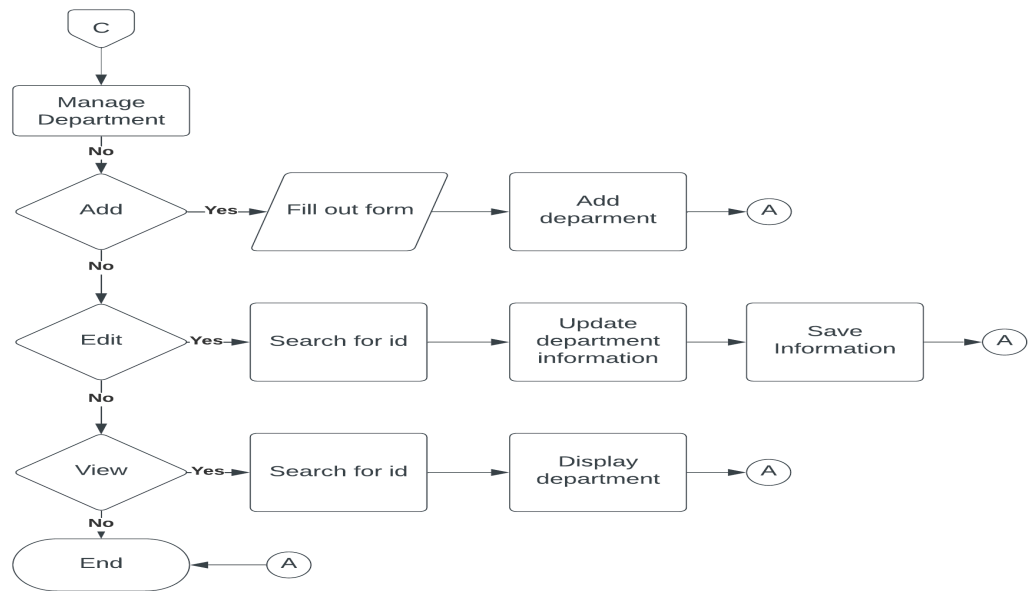 C
Manage
Department
No
Add
Yes
Fill out form
Add
deparment
A
No
Edit
Yes
Search for id
Update
department
information
Save
Information
A
No
View
Yes
Search for id
Display
department
A
No
End
A